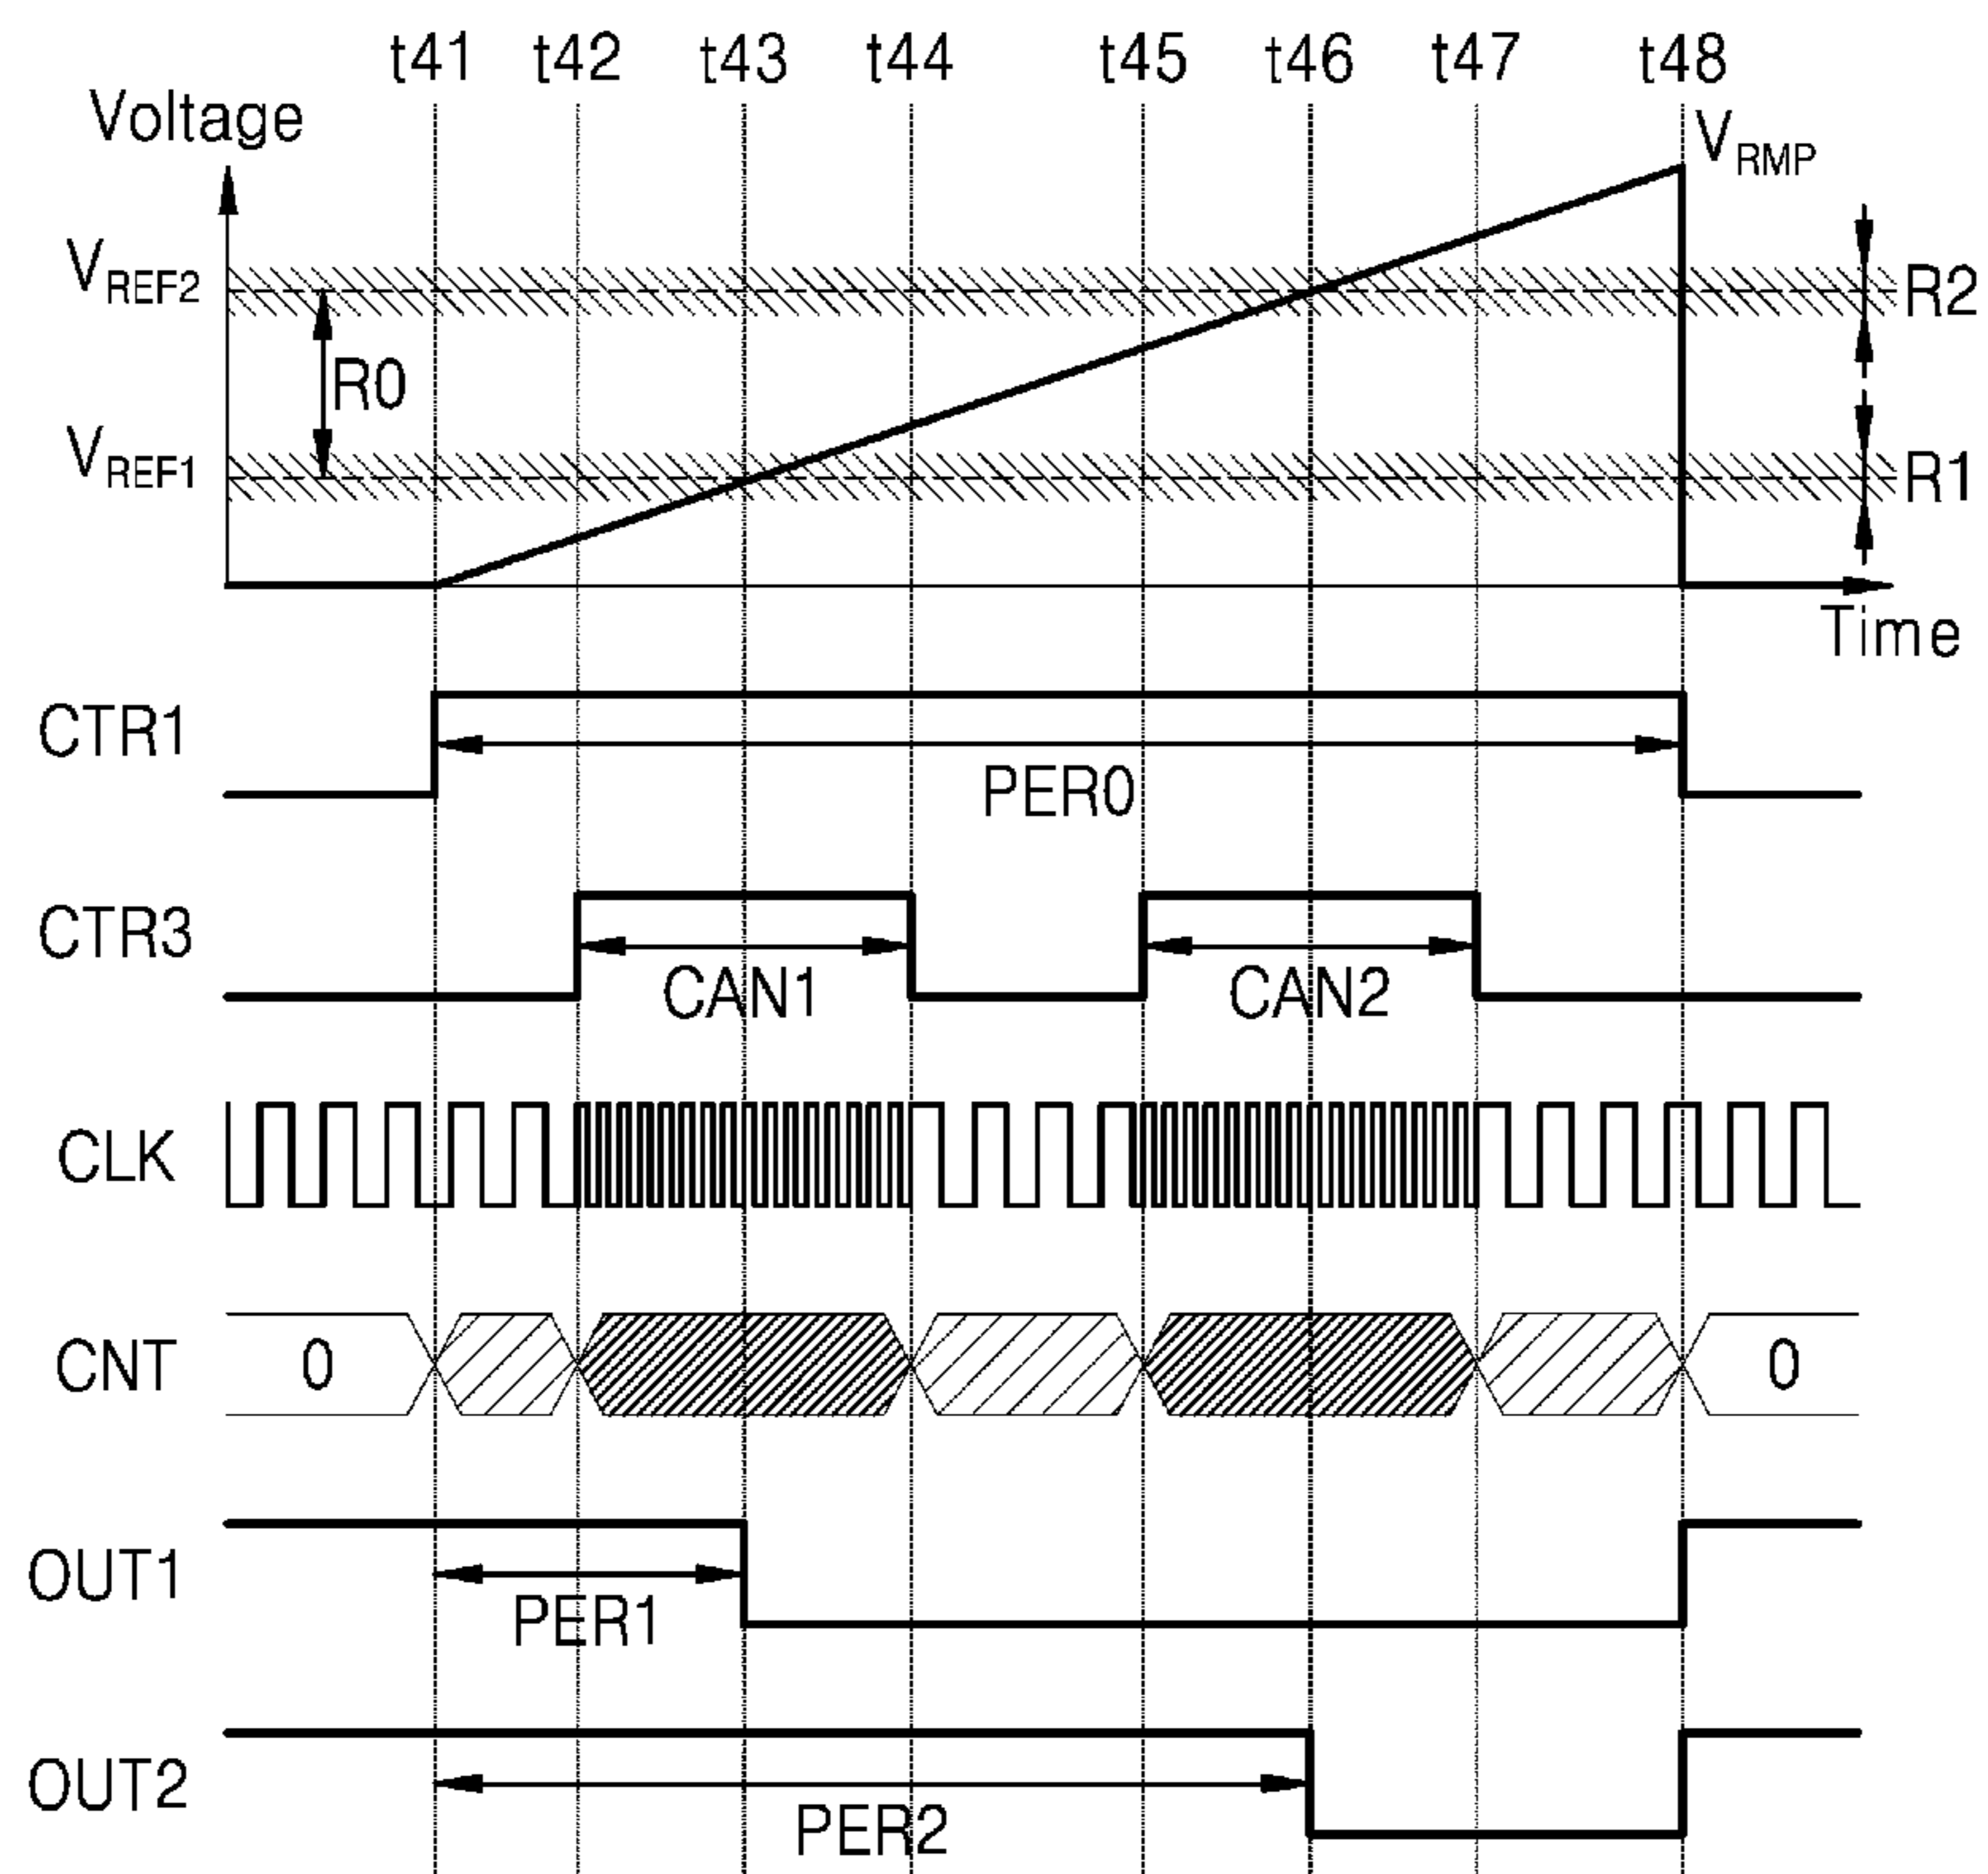 t41 t42 t43 t44 t45 t46 t47 t48
Voltage
VRMP
VREF2
R2
R0
VREF1
R1
Time
CTR1
PER0
CTR3
CAN1 CAN2
CLK
CNT 0 0
OUT1
PER1
OUT2
PER2